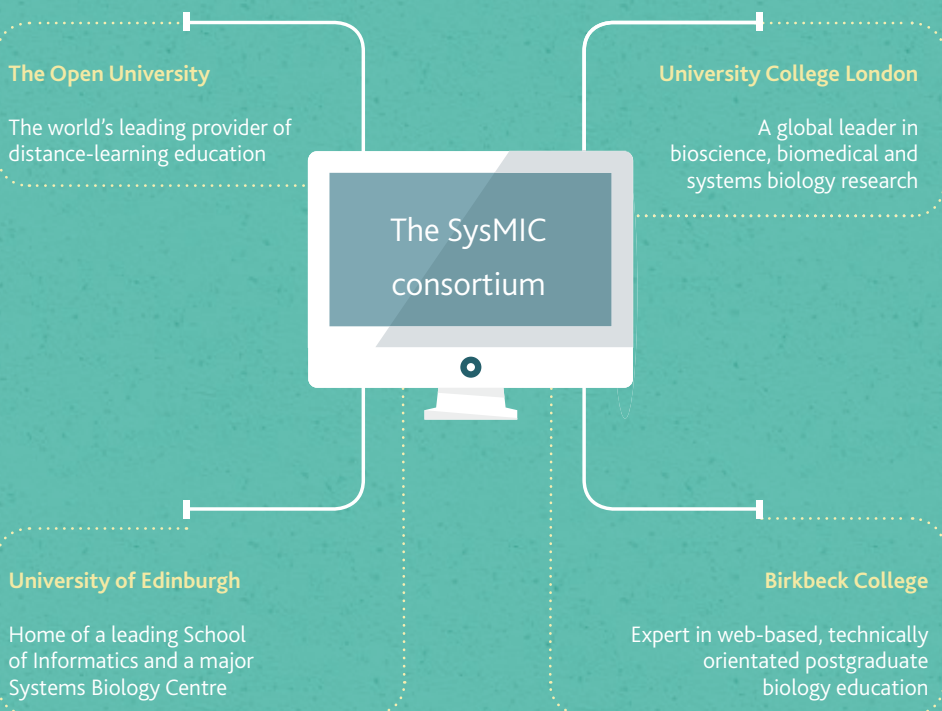 The Open University
The world's leading provider of
distance-learning education
University College London
A global leader in
bioscience, biomedical and
systems biology research
The SysMIC
consortium
University of Edinburgh
Home of a leading School
of Informatics and a major
Systems Biology Centre
Birkbeck College
Expert in web-based, technically
orientated postgraduate
biology education